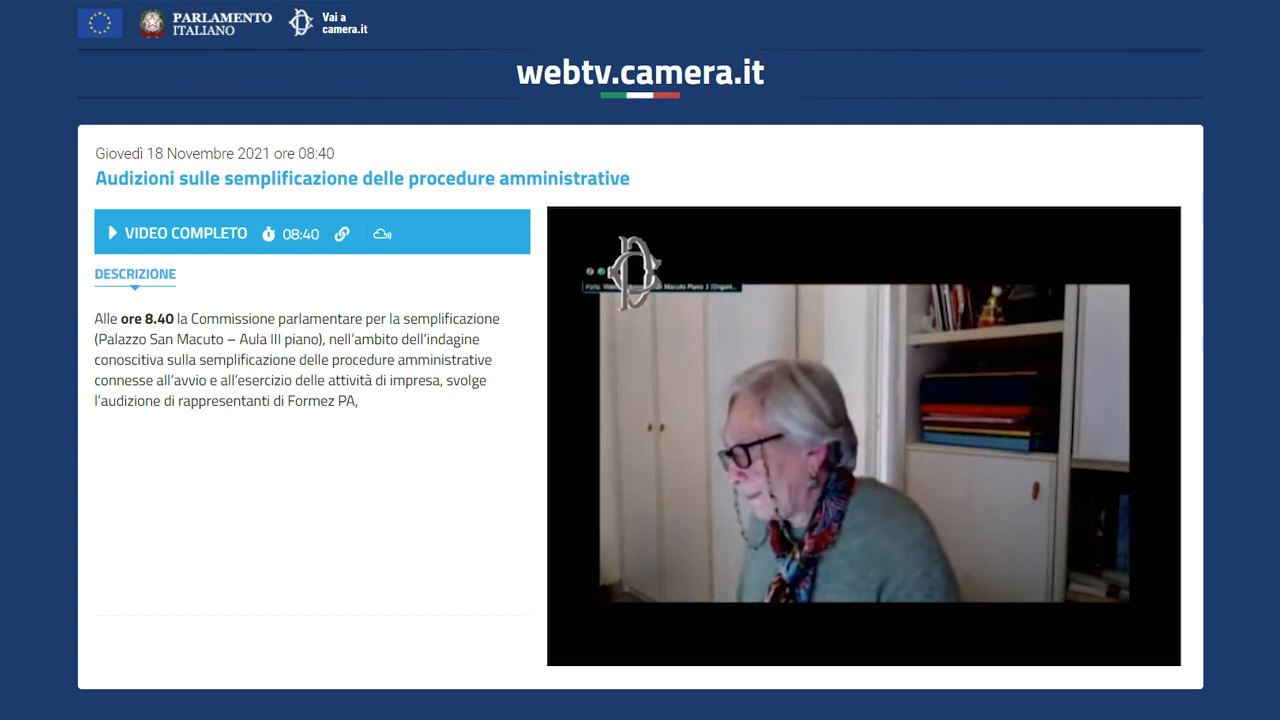 PARLAMENTO
ITALIANO
Vai a
camera.it
webtv.camera.it
Giovedì 18 Novembre 2021 ore 08:40
Audizioni sulle semplificazione delle procedure amministrative
VIDEO COMPLETO 08:40
DESCRIZIONE
Alle ore 8.40 la Commissione parlamentare per la semplificazione
(Palazzo San Macuto – Aula III piano), nell'ambito dell'indagine
conoscitiva sulla semplificazione delle procedure amministrative
connesse all'avvio e all'esercizio delle attività di impresa, svolge
l'audizione di rappresentanti di Formez PA,
Macuto Piano 3